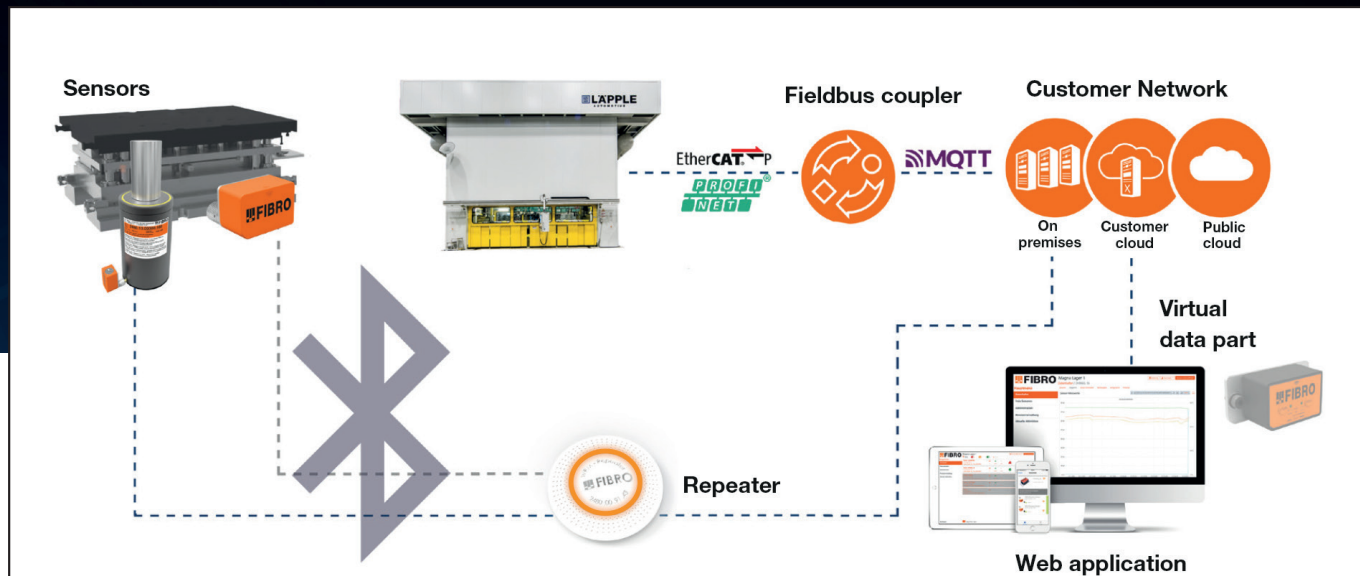 Sensors
FIBRO
LÄPPLE
AUTOMOTIVE
EtherCAT P
PROFI
NET
Fieldbus coupler
MQTT
Customer Network
On
premises
Customer
cloud
Public
cloud
X
Virtual
data part
FIBRO
FIBRO
FIBRO
Repeater
Web application